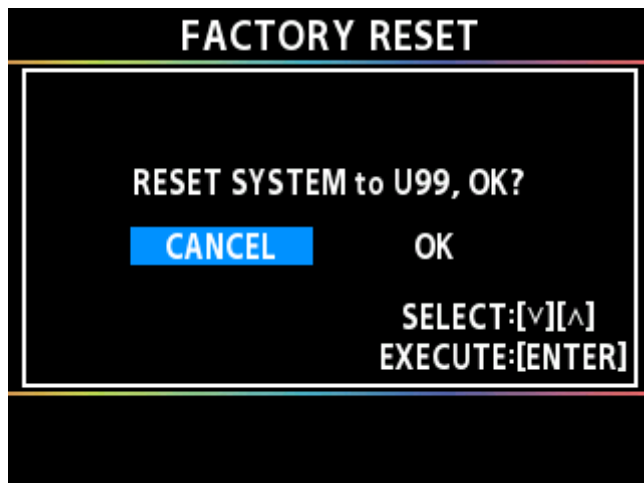 FACTORY RESET
RESET SYSTEM to U99, OK?
CANCEL OK
SELECT:[∨][∧]
EXECUTE:[ENTER]